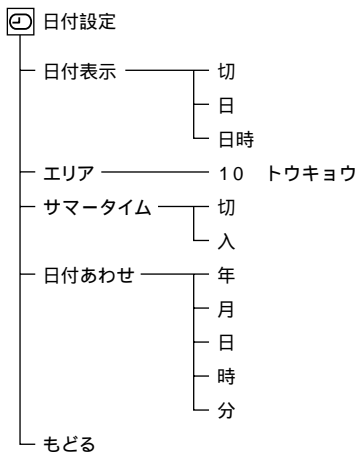 日付設定
日付表示 切
日
日時
エリア 10 トウキョウ
サマータイム 切
入
日付あわせ 年
月
日
時
分
もどる